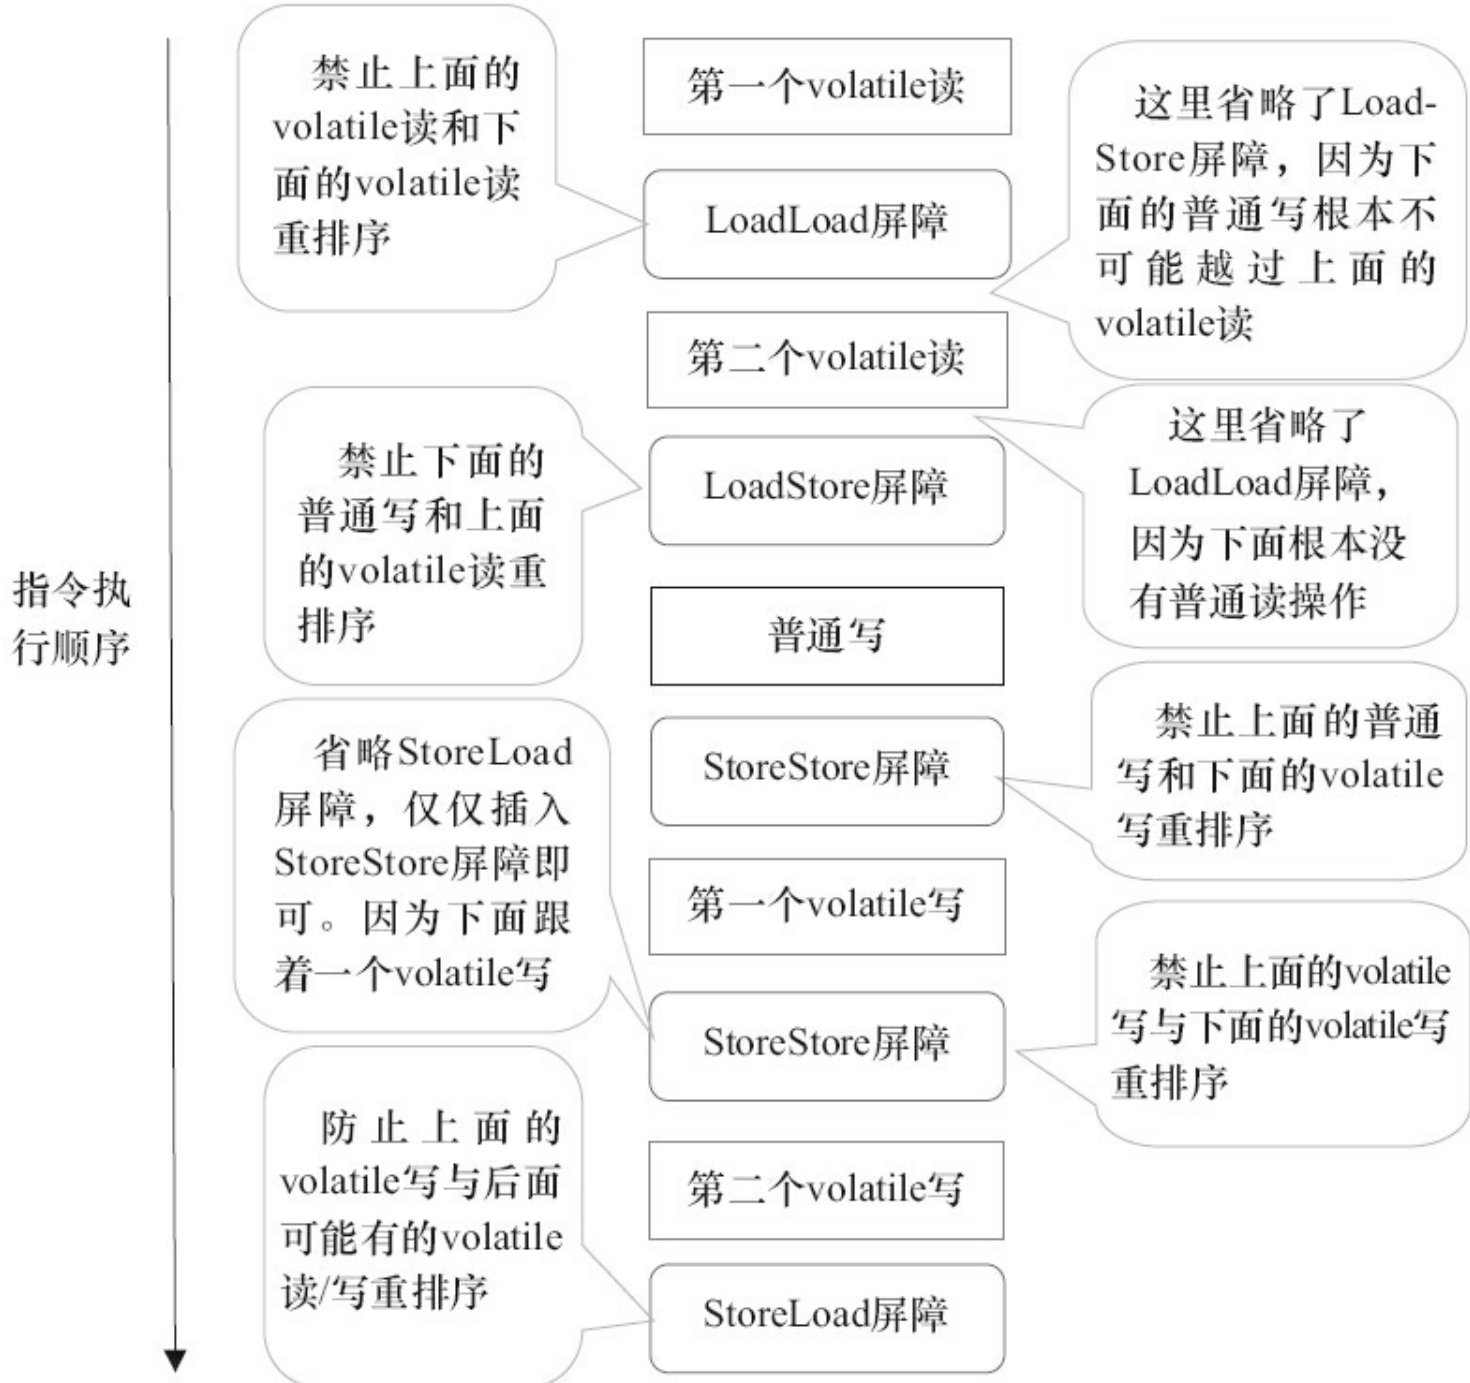 禁止上面的
volatile读和下
面的volatile读
重排序
第一个volatile读
LoadLoad屏障
这里省略了Load-
Store屏障，因为下
面的普通写根本不
可能越过上面的
volatile读
第二个volatile读
禁止下面的
普通写和上面
的volatile读重
排序
LoadStore屏障
这里省略了
LoadLoad屏障，
因为下面根本没
有普通读操作
指令执
行顺序
普通写
省略StoreLoad
屏障，仅仅插入
StoreStore屏障即
可。因为下面跟
着一个volatile写
StoreStore屏障
禁止上面的普通
写和下面的volatile
写重排序
第一个volatile写
StoreStore屏障
禁止上面的volatile
写与下面的volatile写
重排序
防止上面的
volatile写与后面
可能有的volatile
读/写重排序
第二个volatile写
StoreLoad屏障